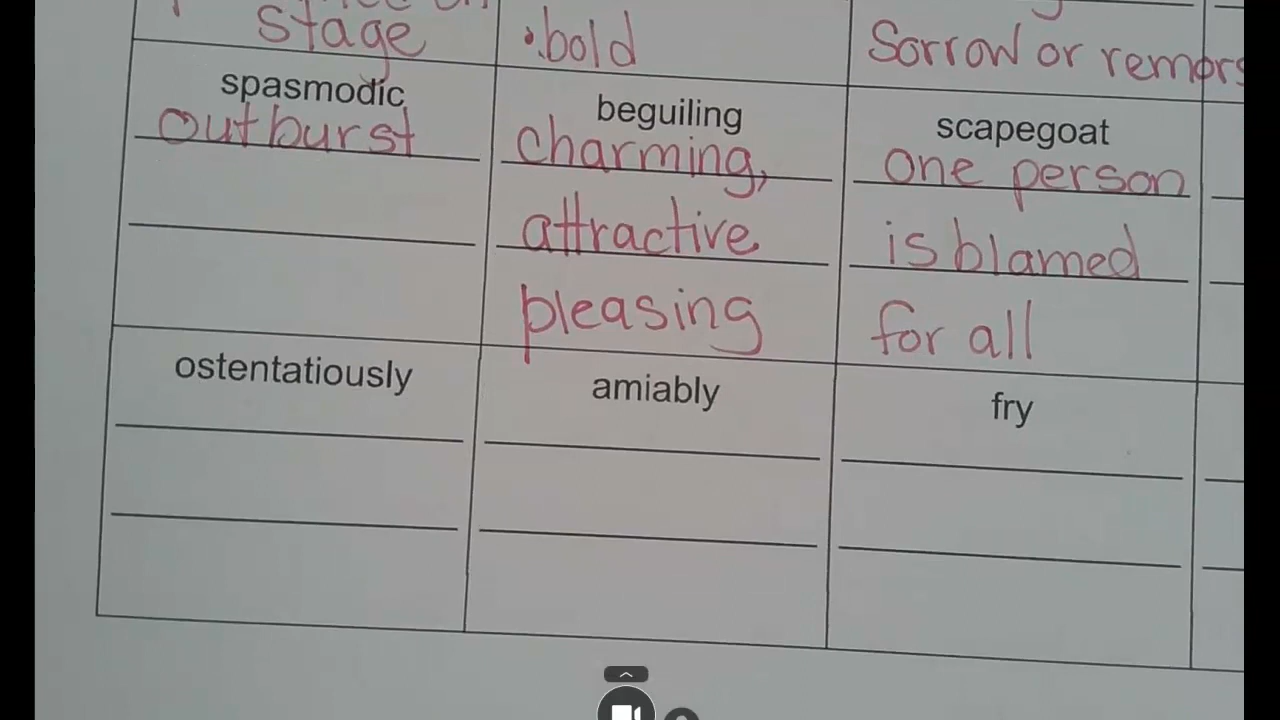 stage
.bold
Sorrow or remors
spasmodic
outburst
beguiling
charming,
attractive
pleasing
scapegoat
one person
is blamed
for all
ostentatiously
amiably
fry